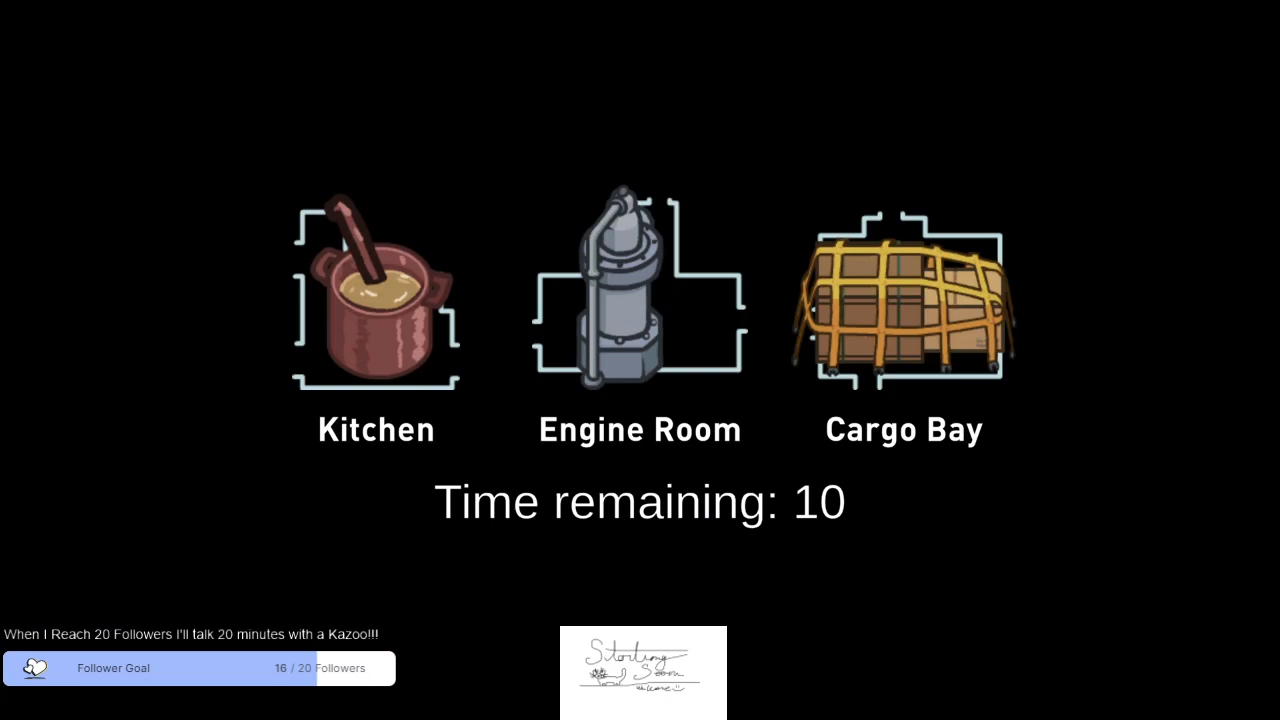 Kitchen
Engine Room
Cargo Bay
Time remaining: 10
When I Reach 20 Followers I'll talk 20 minutes with a Kazoo!!!
Follower Goal
16 / 20 Followers
Starting
Soon